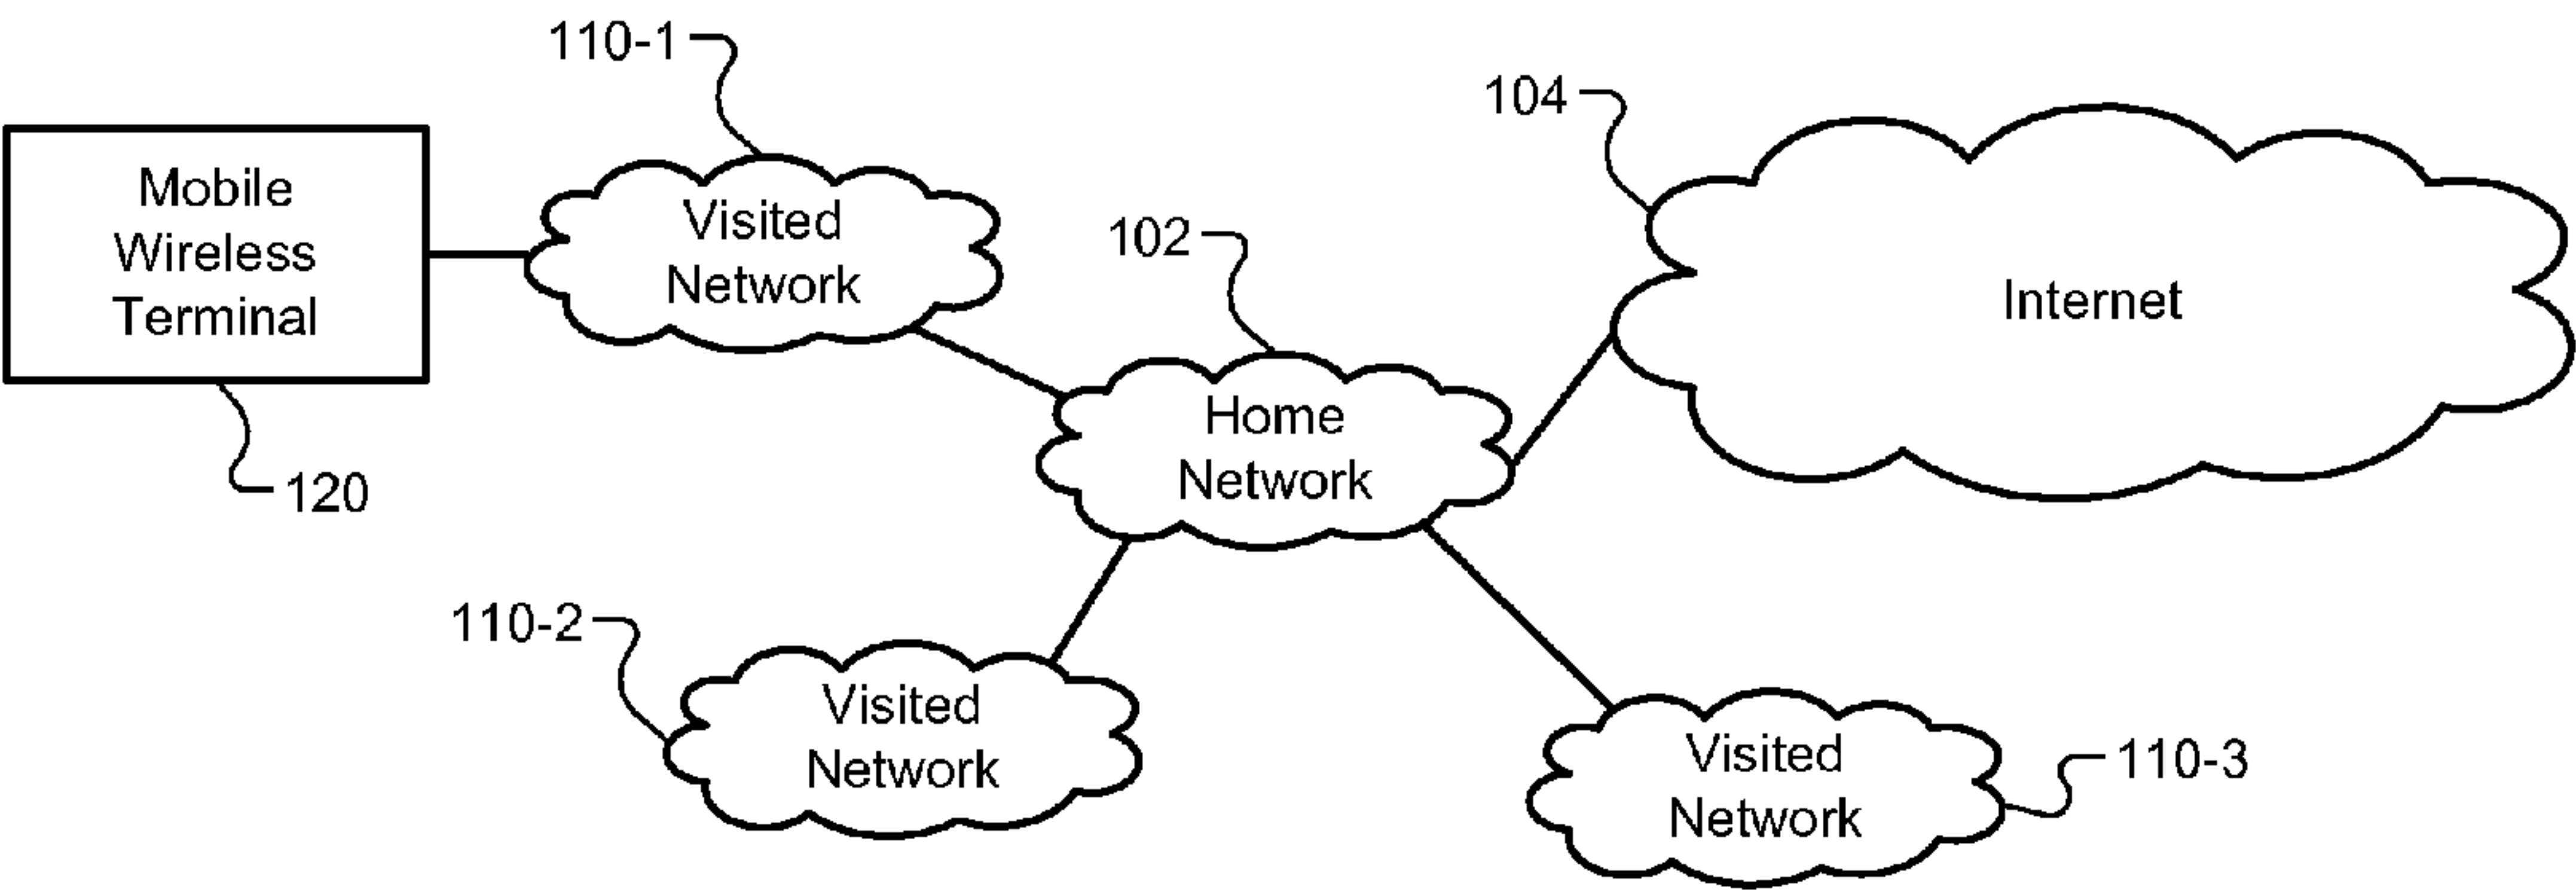 110-1
104
Mobile
Wireless
Terminal
Visited
Network
102
Internet
Home
Network
120
110-2
Visited
Network
Visited
Network
110-3